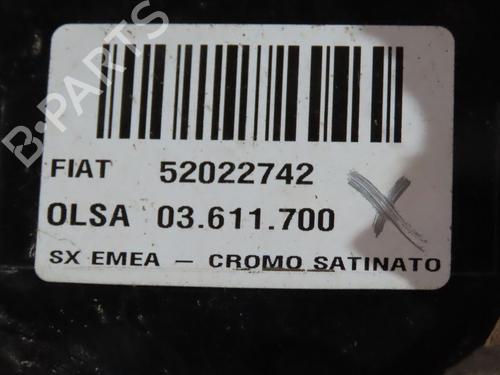 B-PARTS
FIAT 52022742
OLSA 03.611.700
SX EMEA – CROMO SATINATO